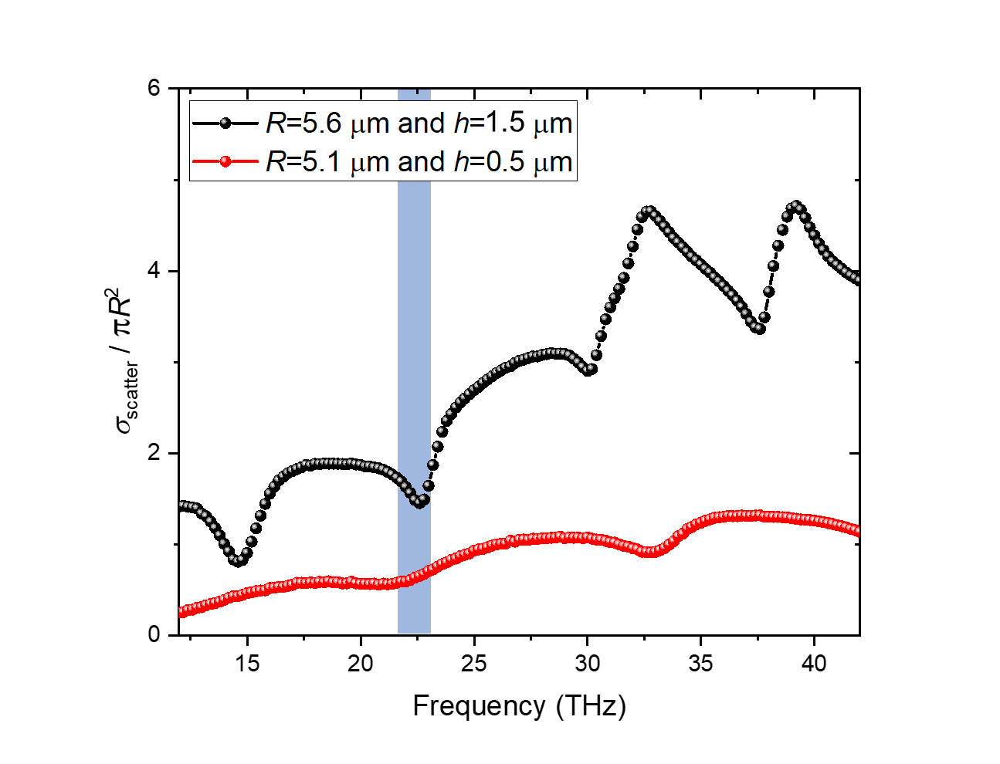 R=5.6 μm and h=1.5 μm
R=5.1 μm and h=0.5 μm
6
4
2
0
σscatter / πR²
15 20 25 30 35 40
Frequency (THz)